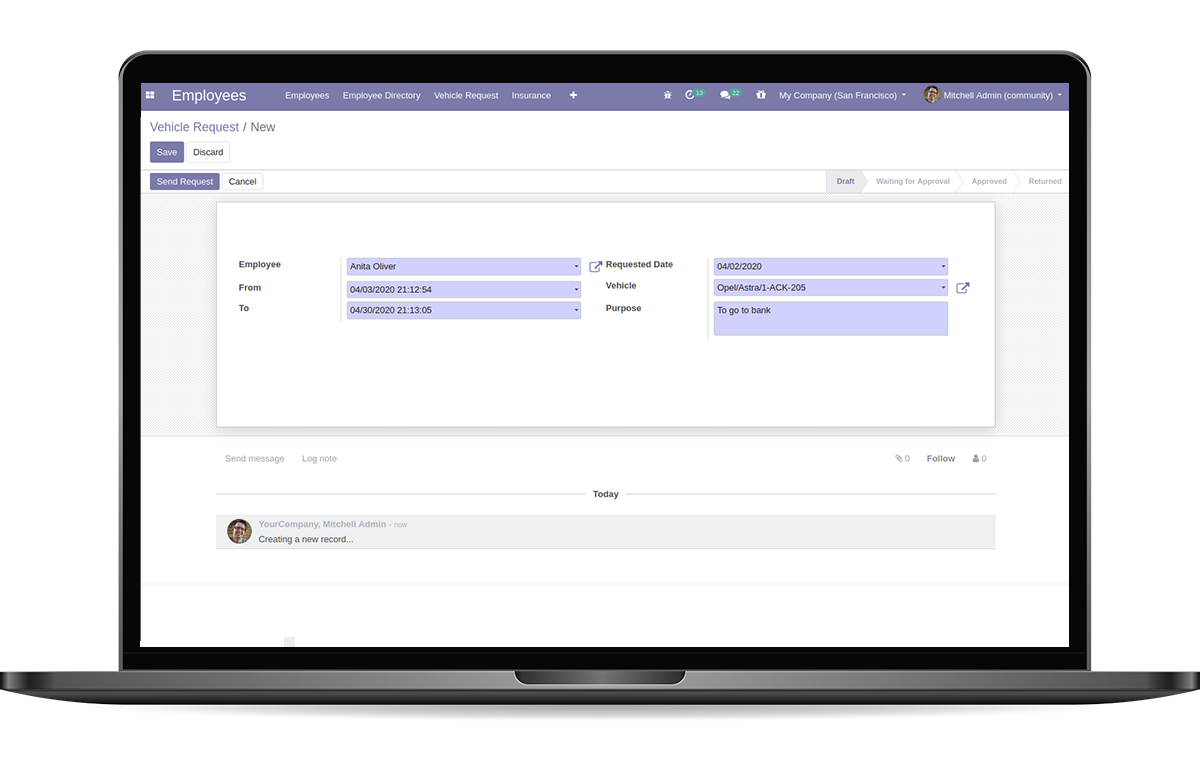 Employees Employees Employee Directory Vehicle Request Insurance 13 22 My Company (San Francisco) Mitchell Admin (community)
Vehicle Request / New
Save Discard
Send Request Cancel Draft Waiting for Approval Approved Returned
Employee Anita Oliver Requested Date 04/02/2020
From 04/03/2020 21:12:54 Vehicle Opel/Astra/1-ACK-205
To 04/30/2020 21:13:05 Purpose To go to bank
Send message Log note 0 Follow 0
Today
YourCompany, Mitchell Admin - now
Creating a new record...